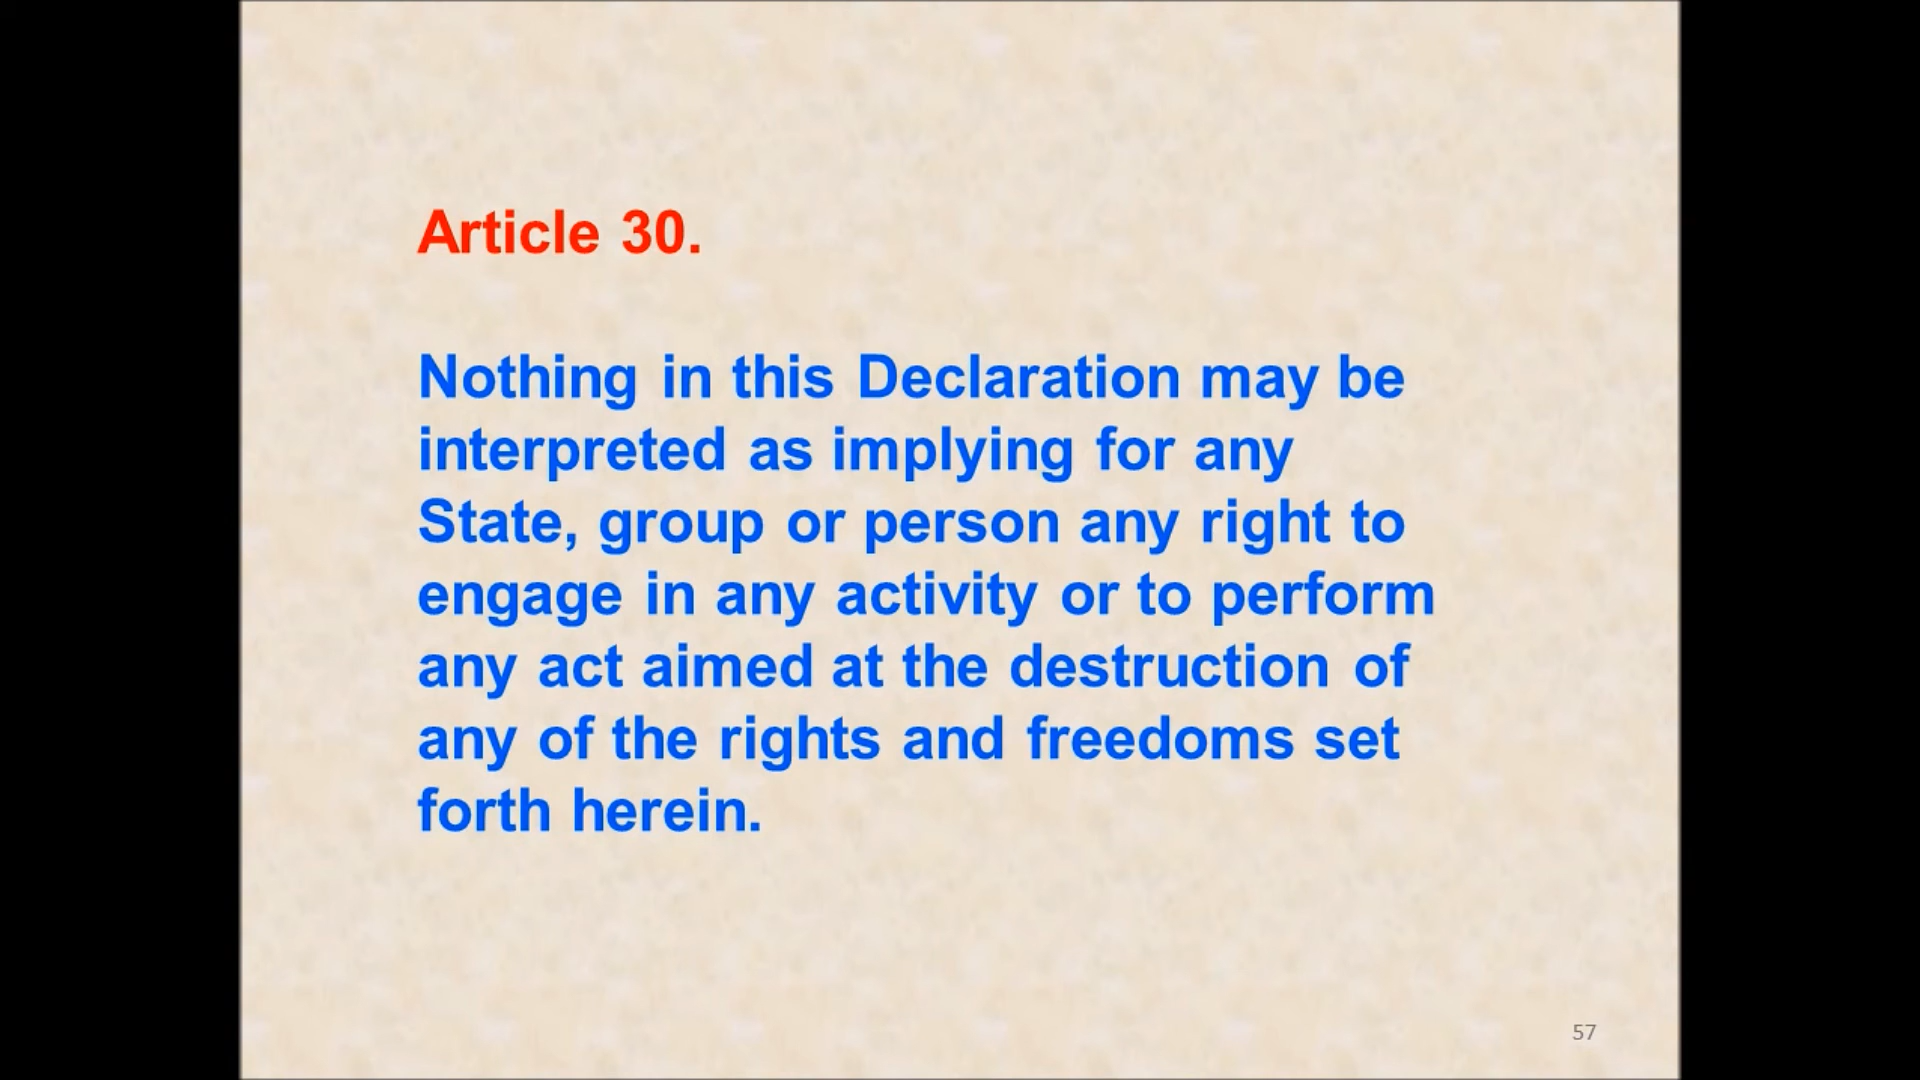 Article 30.
Nothing in this Declaration may be
interpreted as implying for any
State, group or person any right to
engage in any activity or to perform
any act aimed at the destruction of
any of the rights and freedoms set
forth herein.
57